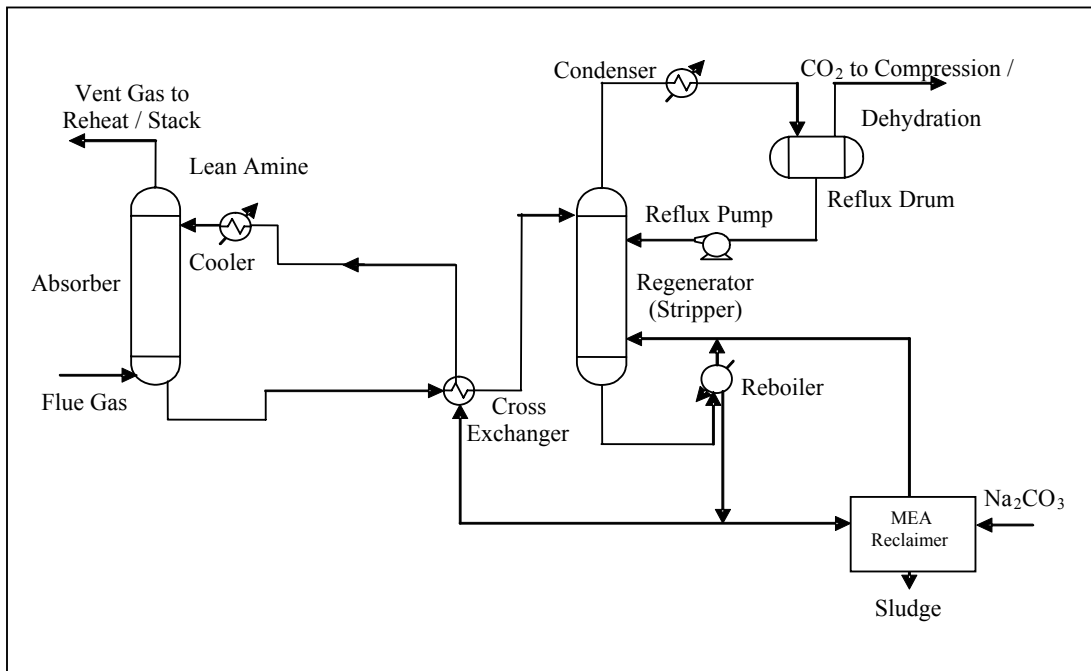 Condenser
CO₂ to Compression /
Dehydration
Vent Gas to
Reheat / Stack
Lean Amine
Cooler
Reflux Drum
Reflux Pump
Absorber
Regenerator
(Stripper)
Reboiler
Flue Gas
Cross
Exchanger
Na₂CO₃
MEA
Reclaimer
Sludge